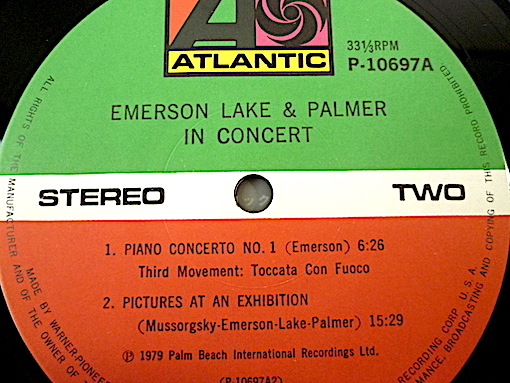 A
ATLANTIC
33⅓RPM
P-10697A
EMERSON LAKE & PALMER
IN CONCERT
STEREO
TWO
1. PIANO CONCERTO NO. 1 (Emerson) 6:26
Third Movement: Toccata Con Fuoco
2. PICTURES AT AN EXHIBITION
(Mussorgsky-Emerson-Lake-Palmer) 15:29
Ⓟ 1979 Palm Beach International Recordings Ltd.
(P-10697A2)
ALL RIGHTS OF THE MANUFACTURER AND OF THE OWNER OF
MADE BY WARNER-PIONEER
RECORDING CORP. U.S.A.
MANCE, BROADCASTING AND COPYING OF THIS RECORD PROHIBITED